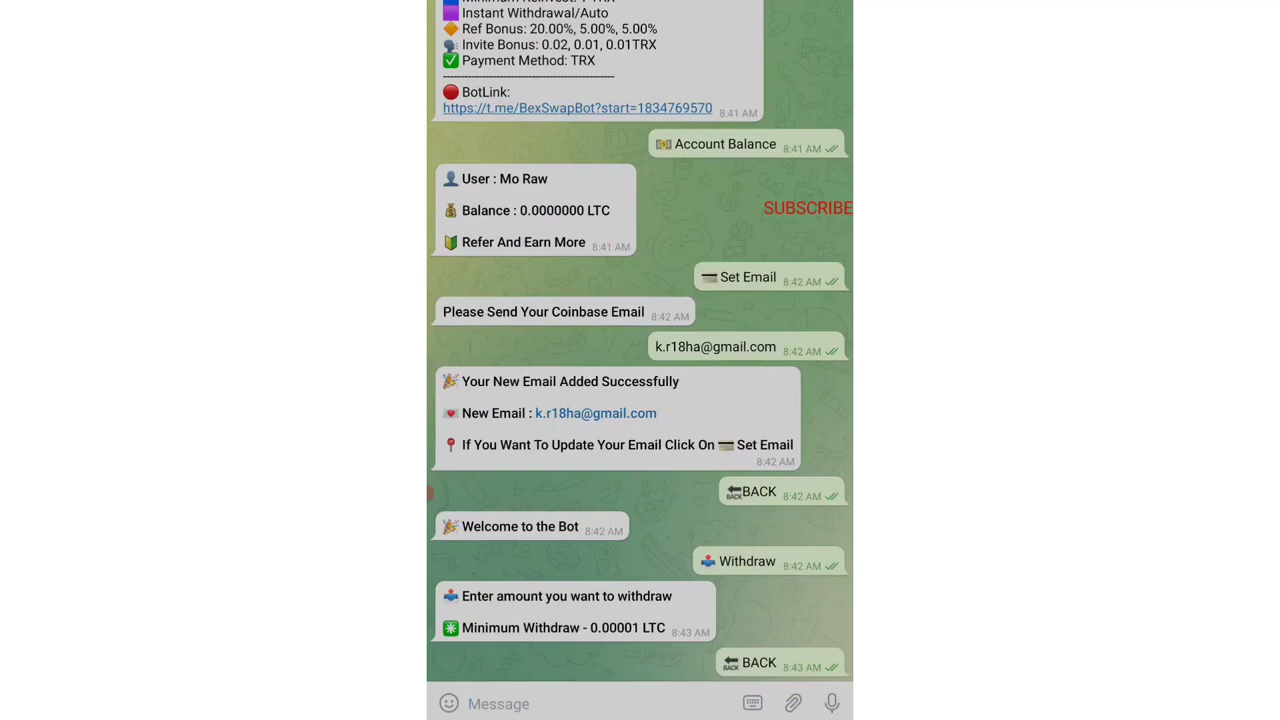 Instant Withdrawal/Auto
Ref Bonus: 20.00%, 5.00%, 5.00%
Invite Bonus: 0.02, 0.01, 0.01TRX
Payment Method: TRX
------------------------------------------------
BotLink:
https://t.me/BexSwapBot?start=1834769570 8:41 AM
Account Balance 8:41 AM
User : Mo Raw
Balance : 0.0000000 LTC
SUBSCRIBE
Refer And Earn More 8:41 AM
Set Email 8:42 AM
Please Send Your Coinbase Email 8:42 AM
k.r18ha@gmail.com 8:42 AM
Your New Email Added Successfully
New Email : k.r18ha@gmail.com
If You Want To Update Your Email Click On Set Email
8:42 AM
BACK BACK 8:42 AM
Welcome to the Bot 8:42 AM
Withdraw 8:42 AM
Enter amount you want to withdraw
Minimum Withdraw - 0.00001 LTC 8:43 AM
BACK BACK 8:43 AM
Message